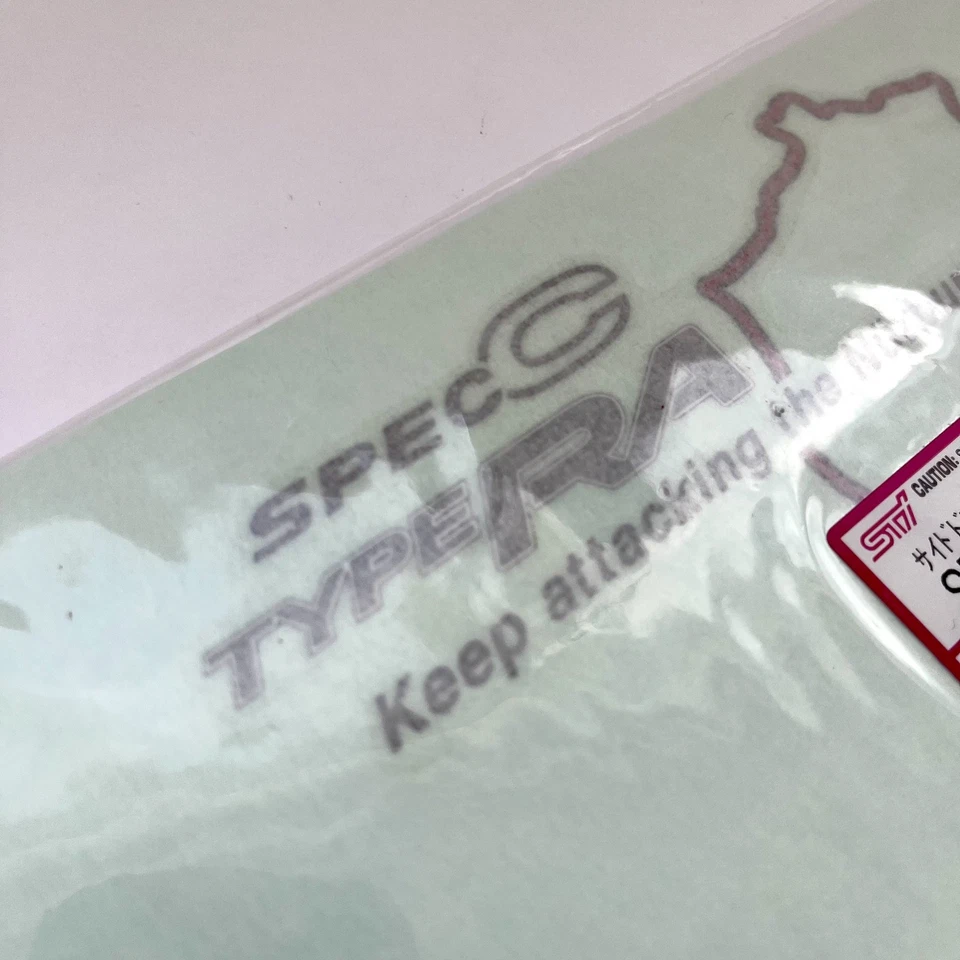 SPEC C
TYPE RA
Keep attacking the
STI
CAUTION:
サイド